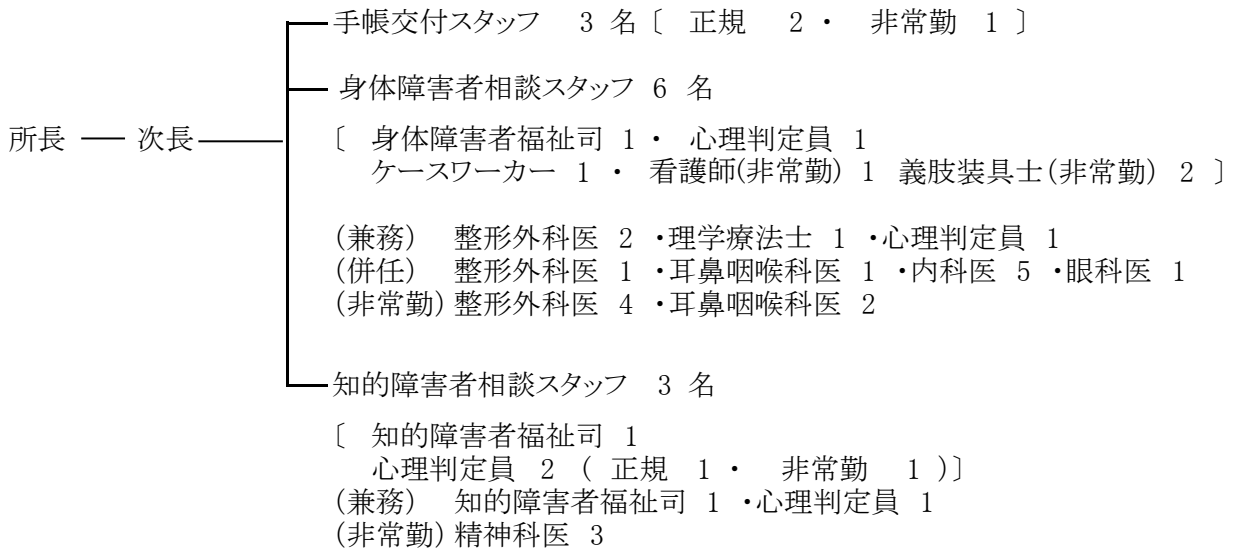 手帳交付スタッフ 3 名〔 正規 2・ 非常勤 1 〕
身体障害者相談スタッフ 6 名
所長 ― 次長
〔 身体障害者福祉司 1・ 心理判定員 1
ケースワーカー 1 ・ 看護師(非常勤) 1 義肢装具士(非常勤) 2 〕
(兼務) 整形外科医 2 ・理学療法士 1 ・心理判定員 1
(併任) 整形外科医 1 ・耳鼻咽喉科医 1 ・内科医 5 ・眼科医 1
(非常勤) 整形外科医 4 ・耳鼻咽喉科医 2
知的障害者相談スタッフ 3 名
〔 知的障害者福祉司 1
心理判定員 2 ( 正規 1・ 非常勤 1 )〕
(兼務) 知的障害者福祉司 1 ・心理判定員 1
(非常勤) 精神科医 3